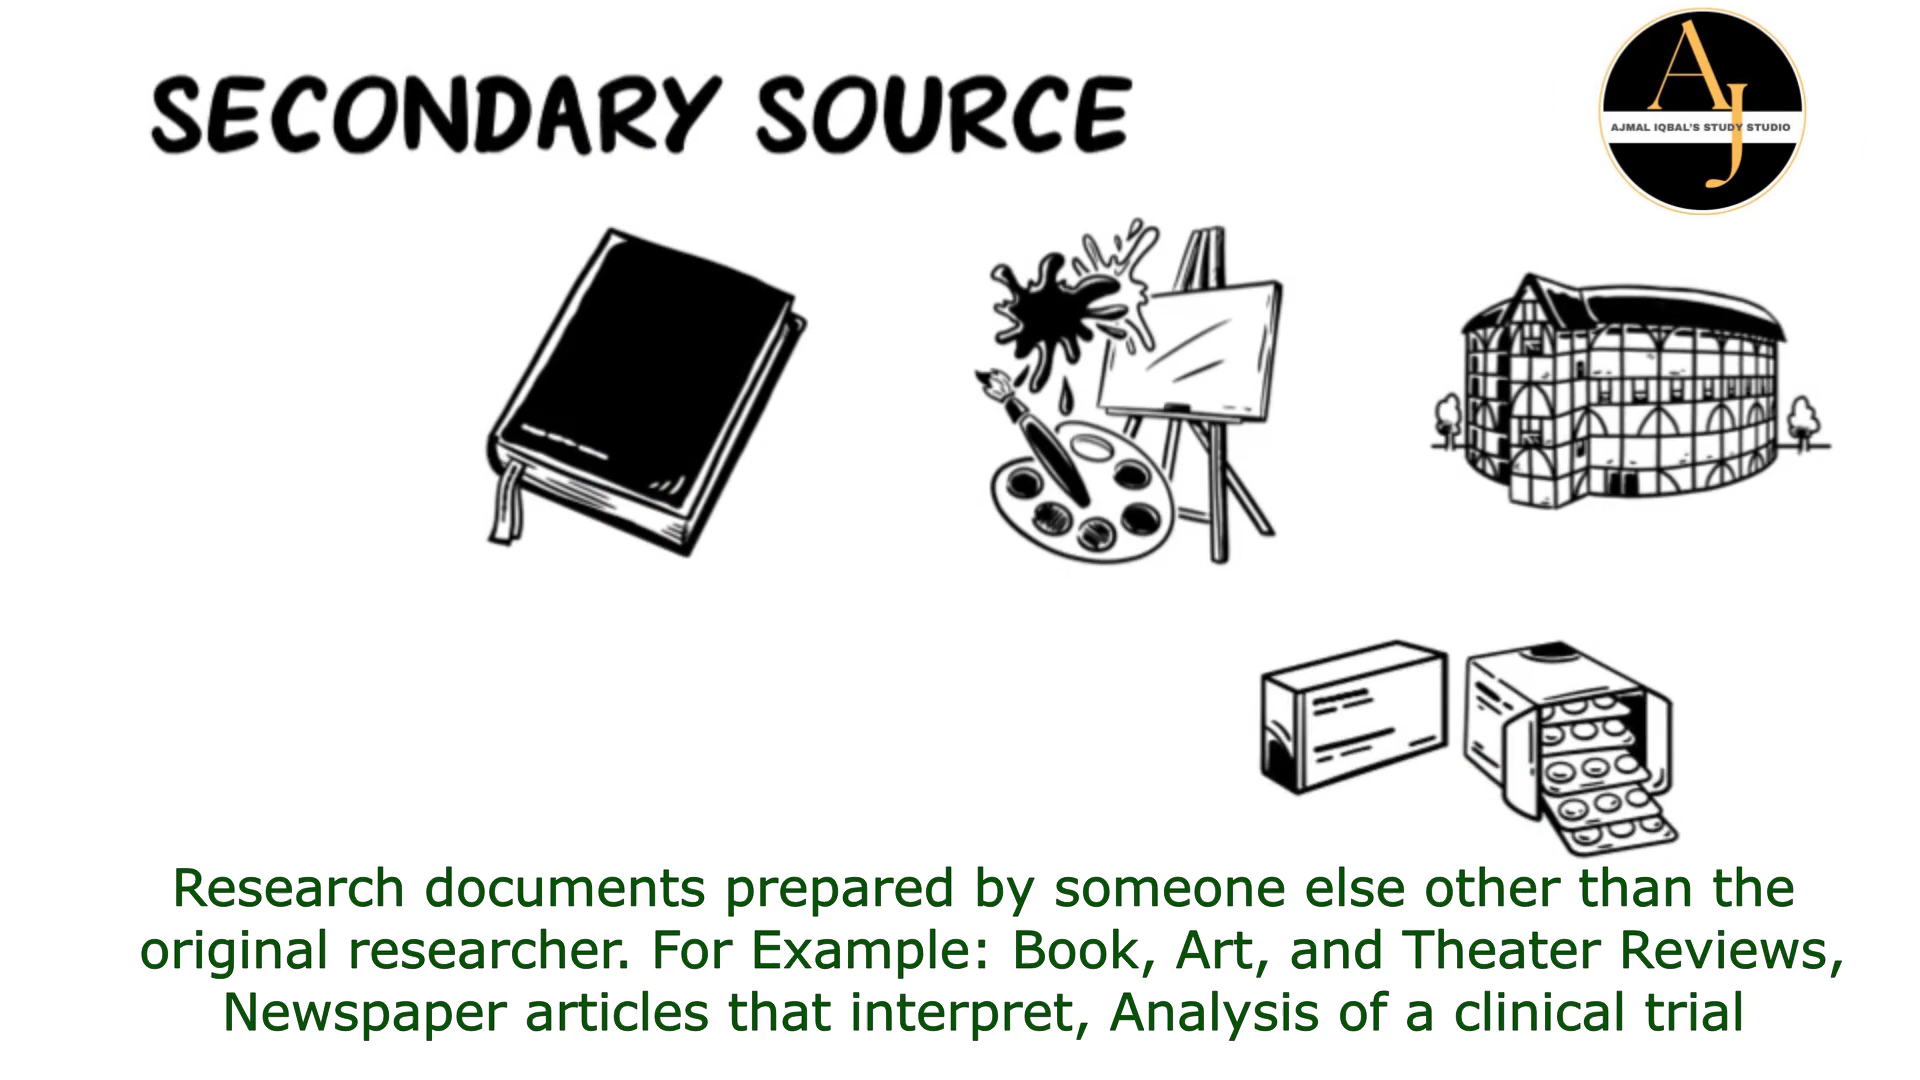 SECONDARY SOURCE
AJ
AJMAL IQBAL'S STUDY STUDIO
Research documents prepared by someone else other than the
original researcher. For Example: Book, Art, and Theater Reviews,
Newspaper articles that interpret, Analysis of a clinical trial